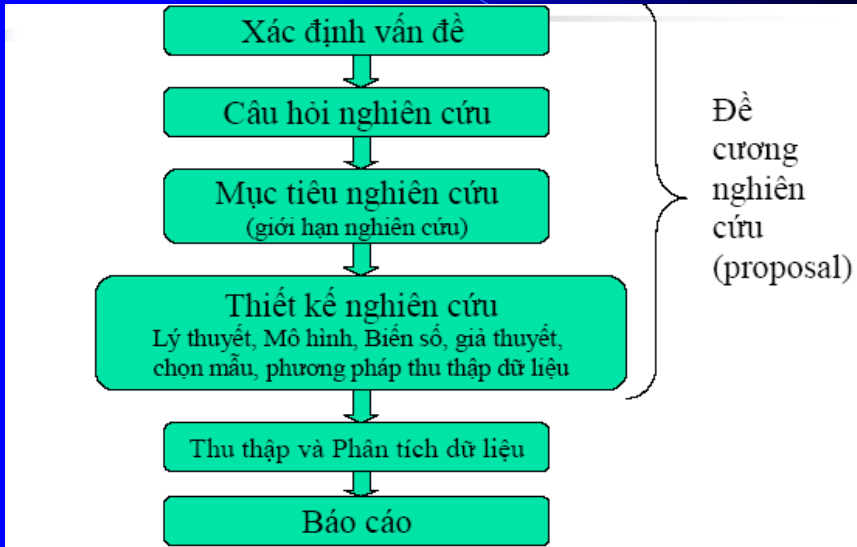 Xác định vấn đề
Câu hỏi nghiên cứu
Mục tiêu nghiên cứu
(giới hạn nghiên cứu)
Thiết kế nghiên cứu
Lý thuyết, Mô hình, Biến số, giả thuyết,
chọn mẫu, phương pháp thu thập dữ liệu
Thu thập và Phân tích dữ liệu
Báo cáo
Đề
cương
nghiên
cứu
(proposal)